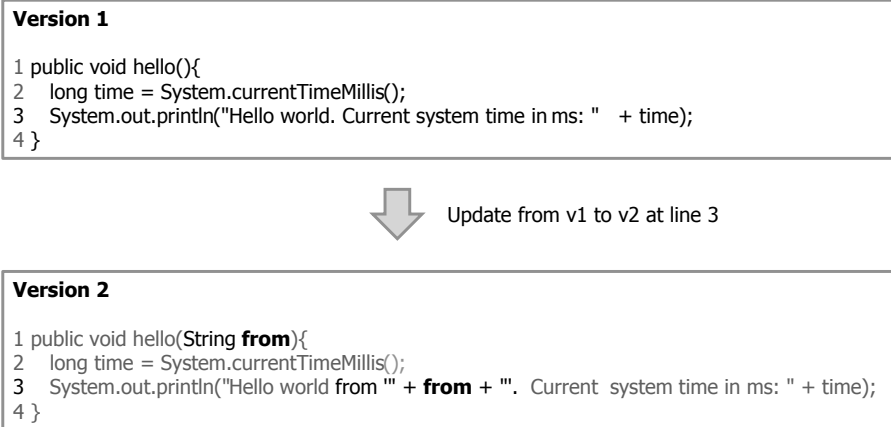 Version 1
1 public void hello(){
2 long time = System.currentTimeMillis();
3 System.out.println("Hello world. Current system time in ms: " + time);
4 }
Update from v1 to v2 at line 3
Version 2
1 public void hello(String from){
2 long time = System.currentTimeMillis();
3 System.out.println("Hello world from '" + from + "'. Current system time in ms: " + time);
4 }